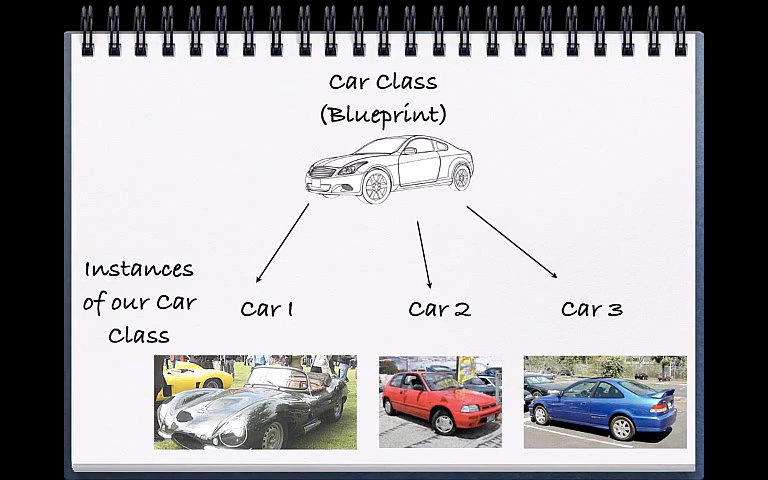 Car Class
(Blueprint)
Instances
of our Car
Class
Car 1
Car 2
Car 3